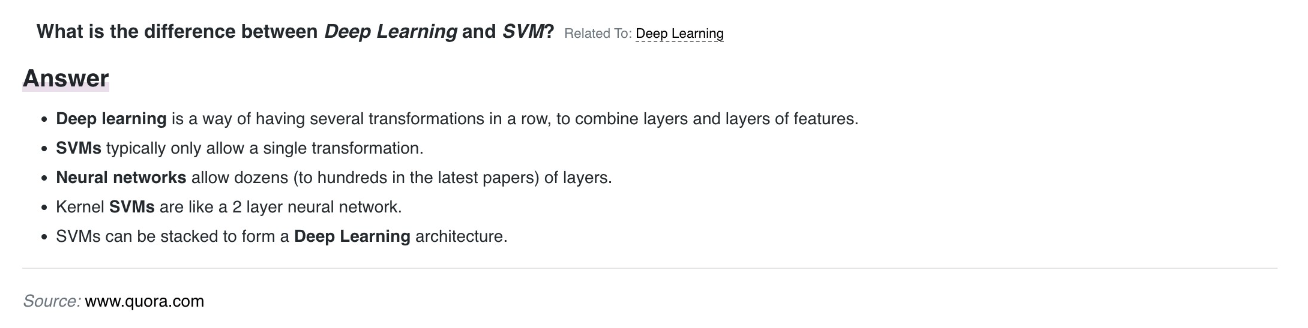 What is the difference between Deep Learning and SVM? Related To: Deep Learning
Answer
• Deep learning is a way of having several transformations in a row, to combine layers and layers of features.
• SVMs typically only allow a single transformation.
• Neural networks allow dozens (to hundreds in the latest papers) of layers.
• Kernel SVMs are like a 2 layer neural network.
• SVMs can be stacked to form a Deep Learning architecture.
Source: www.quora.com